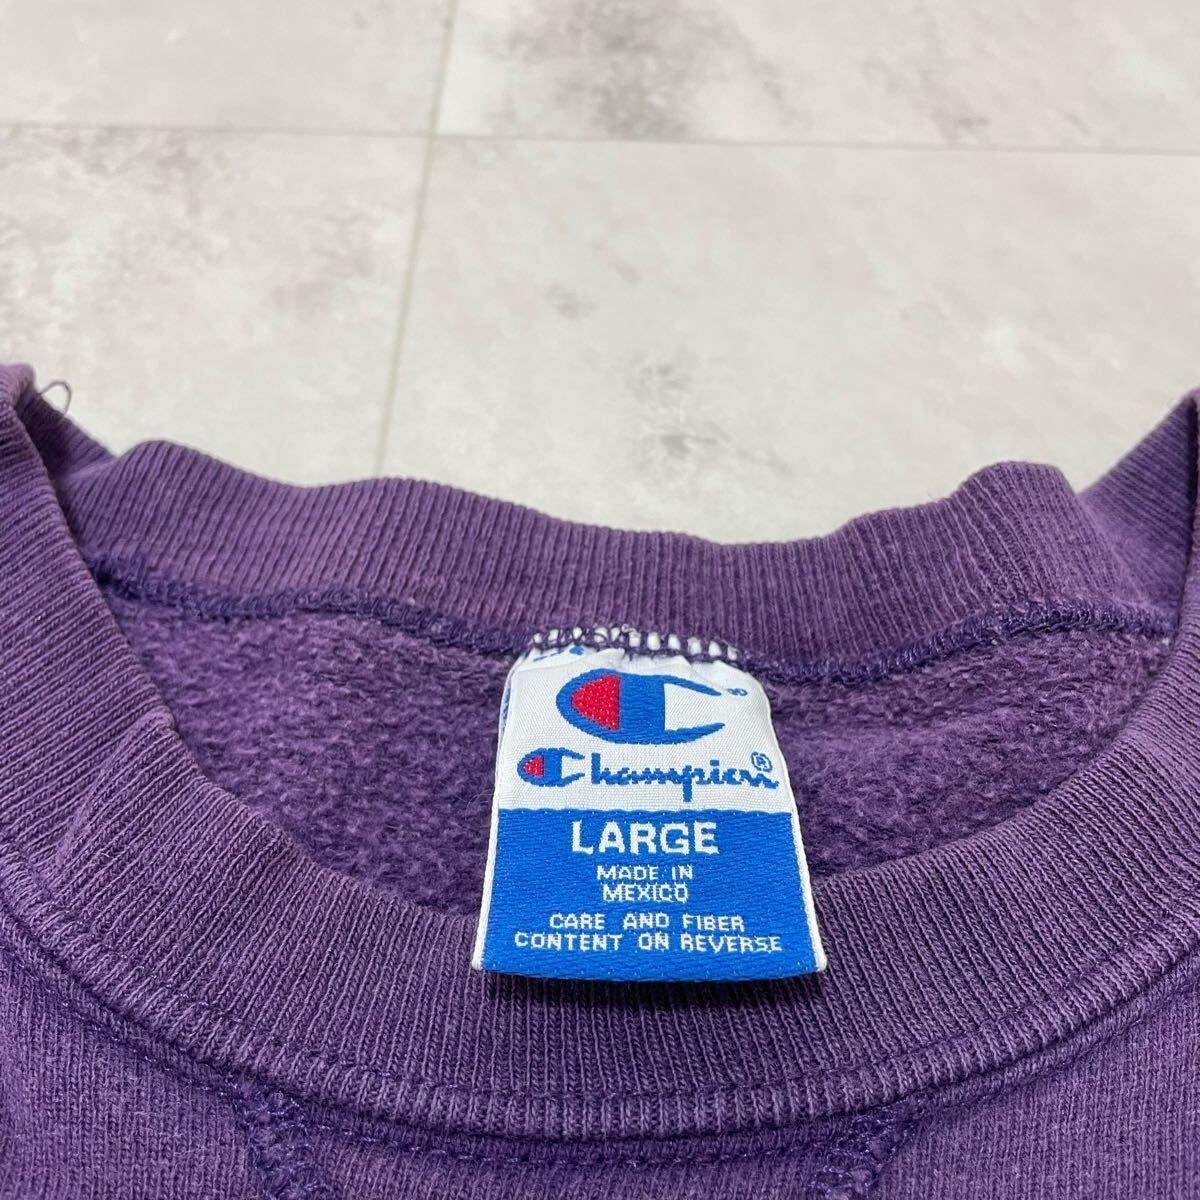 Champion®
LARGE
MADE IN
MEXICO
CARE AND FIBER
CONTENT ON REVERSE